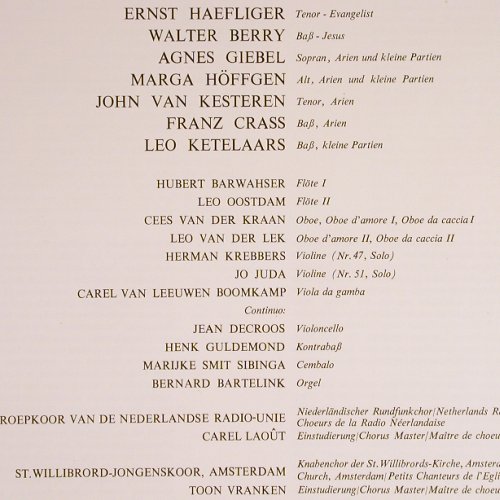 ERNST HAEFLIGER Tenor - Evangelist
WALTER BERRY Baß - Jesus
AGNES GIEBEL Sopran, Arien und kleine Partien
MARGA HÖFFGEN Alt, Arien und kleine Partien
JOHN VAN KESTEREN Tenor, Arien
FRANZ CRASS Baß, Arien
LEO KETELAARS Baß, kleine Partien
HUBERT BARWAHSER Flöte I
LEO OOSTDAM Flöte II
CEES VAN DER KRAAN Oboe, Oboe d'amore I, Oboe da caccia I
LEO VAN DER LEK Oboe d'amore II, Oboe da caccia II
HERMAN KREBBERS Violine (Nr. 47, Solo)
JO JUDA Violine (Nr. 51, Solo)
CAREL VAN LEEUWEN BOOMKAMP Viola da gamba
Continuo:
JEAN DECROOS Violoncello
HENK GULDEMOND Kontrabaß
MARIJKE SMIT SIBINGA Cembalo
BERNARD BARTELINK Orgel
Niederländischer Rundfunkchor/Netherlands R
ROEPKOOR VAN DE NEDERLANDSE RADIO-UNIE Choeurs de la Radio Néerlandaise
CAREL LAOÛT Einstudierung/Chorus Master/Maître de choeu
Knabenchor der St. Willibrords-Kirche, Amsterd
ST. WILLIBRORD-JONGENSKOOR, AMSTERDAM Church, Amsterdam/Petits Chanteurs de l'Egli
TOON VRANKEN Einstudierung/Chorus Master/Maître de choeu